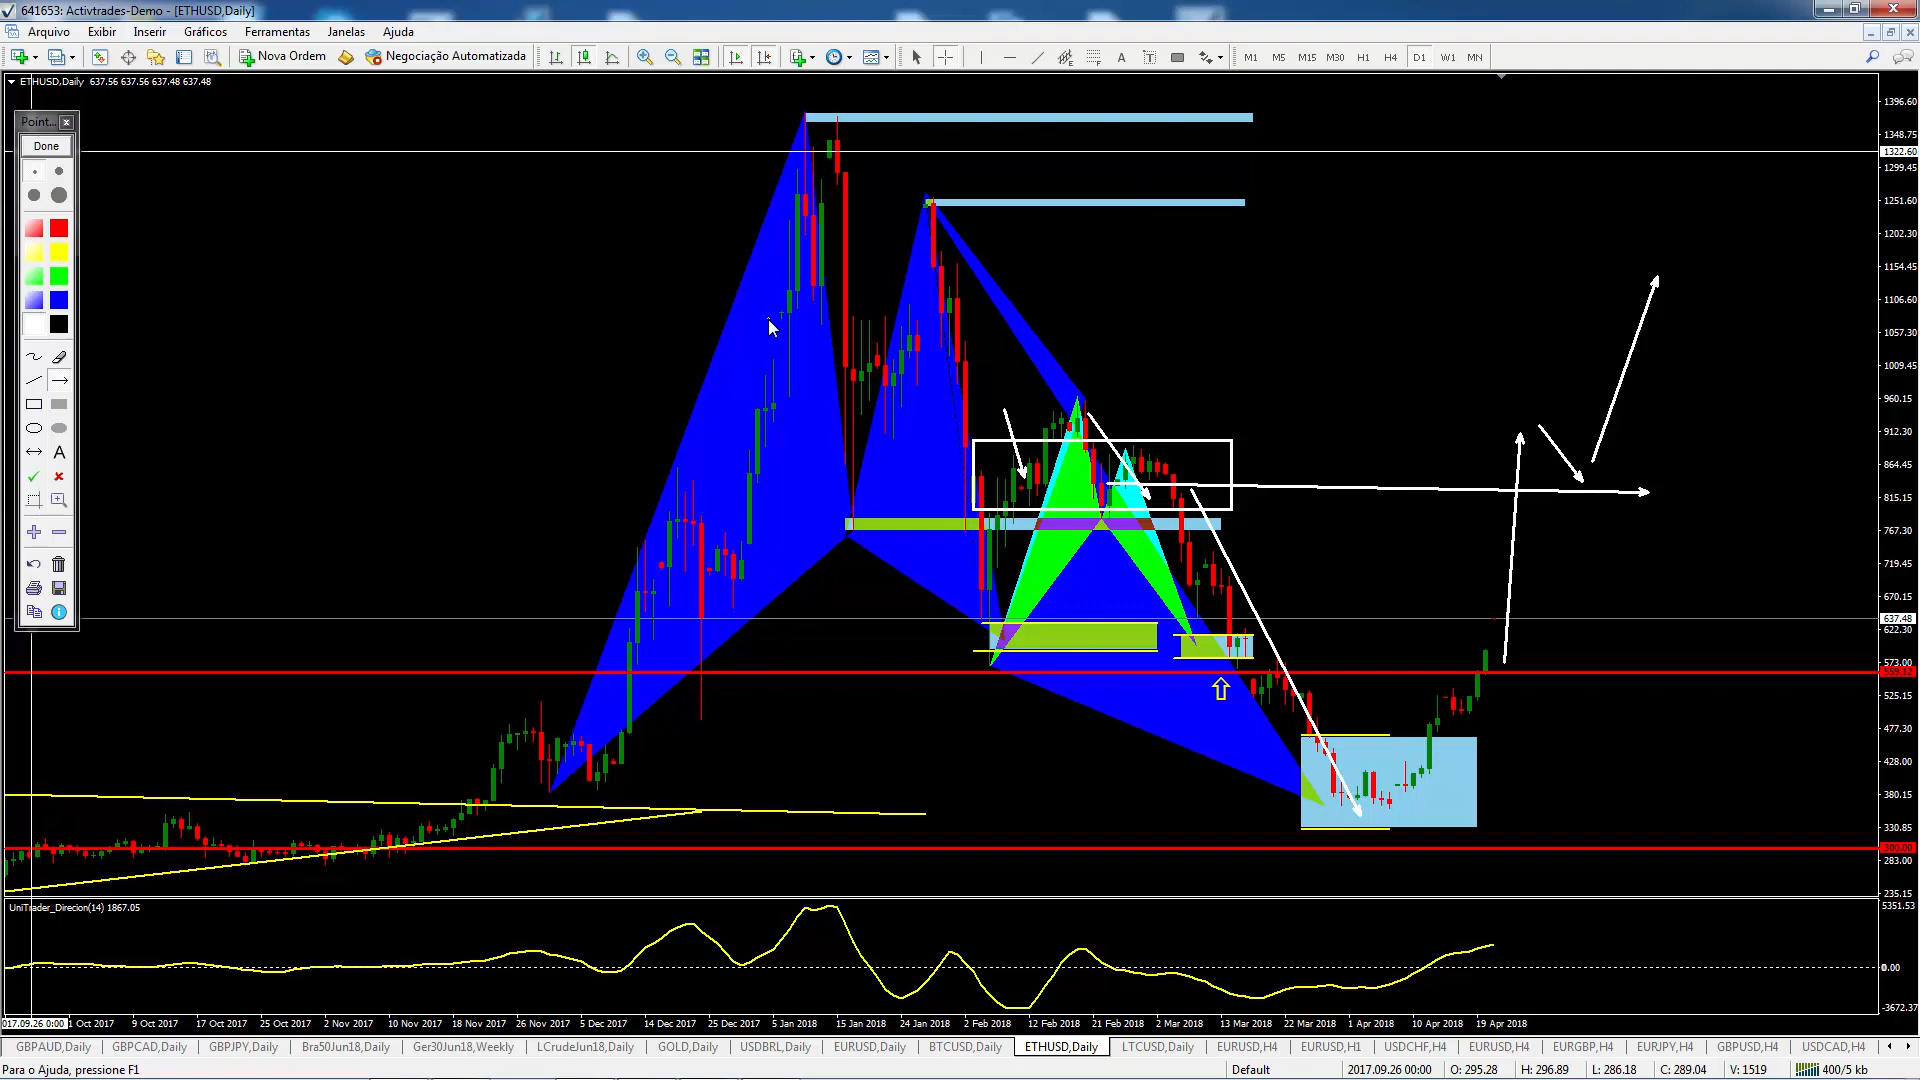 641653: Activtrades-Demo - [ETHUSD,Daily]
Arquivo Exibir Inserir Gráficos Ferramentas Janelas Ajuda
Nova Ordem Negociação Automatizada A T M1 M5 M15 M30 H1 H4 D1 W1 MN
ETHUSD,Daily 637.56 637.56 637.48 637.48
Point...
Done
A
1396.60
1348.75
1322.60
1299.45
1251.60
1202.30
1154.45
1106.60
1057.30
1009.45
960.15
912.30
864.45
815.15
767.30
719.45
670.15
637.48
622.30
573.00
525.15
477.30
428.00
380.15
330.85
300.00
283.00
235.15
UniTrader_Direcion(14) 1867.05
5351.53
0.00
-3672.37
017.09.26 0:00 1 Oct 2017 9 Oct 2017 17 Oct 2017 25 Oct 2017 2 Nov 2017 10 Nov 2017 18 Nov 2017 26 Nov 2017 5 Dec 2017 14 Dec 2017 25 Dec 2017 5 Jan 2018 15 Jan 2018 24 Jan 2018 2 Feb 2018 12 Feb 2018 21 Feb 2018 2 Mar 2018 13 Mar 2018 22 Mar 2018 1 Apr 2018 10 Apr 2018 19 Apr 2018
GBPAUD,Daily GBPCAD,Daily GBPJPY,Daily Bra50Jun18,Daily Ger30Jun18,Weekly LCrudeJun18,Daily GOLD,Daily USDBRL,Daily EURUSD,Daily BTCUSD,Daily ETHUSD,Daily LTCUSD,Daily EURUSD,H4 EURUSD,H1 USDCHF,H4 EURUSD,H4 EURGBP,H4 EURJPY,H4 GBPUSD,H4 USDCAD,H4
Para o Ajuda, pressione F1 Default 2017.09.26 00:00 O: 295.28 H: 296.89 L: 286.18 C: 289.04 V: 1519 400/5 kb